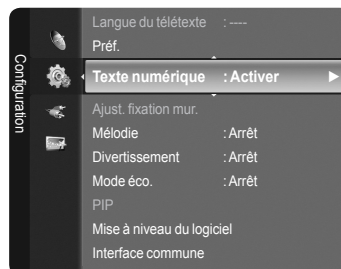 Configuration
Langue du télétexte : ----
Préf.
Texte numérique : Activer
Ajust. fixation mur.
Mélodie : Arrêt
Divertissement : Arrêt
Mode éco. : Arrêt
PIP
Mise à niveau du logiciel
Interface commune